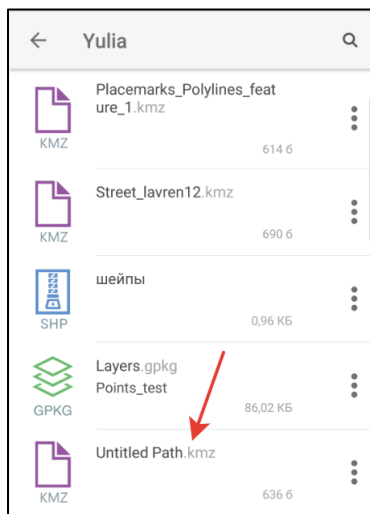 Yulia
Placemarks_Polylines_feat
ure_1.kmz
KMZ
614 б
Street_lavren12.kmz
KMZ
690 б
шейпы
SHP
0,96 КБ
Layers.gpkg
Points_test
GPKG
86,02 КБ
Untitled Path.kmz
KMZ
636 б